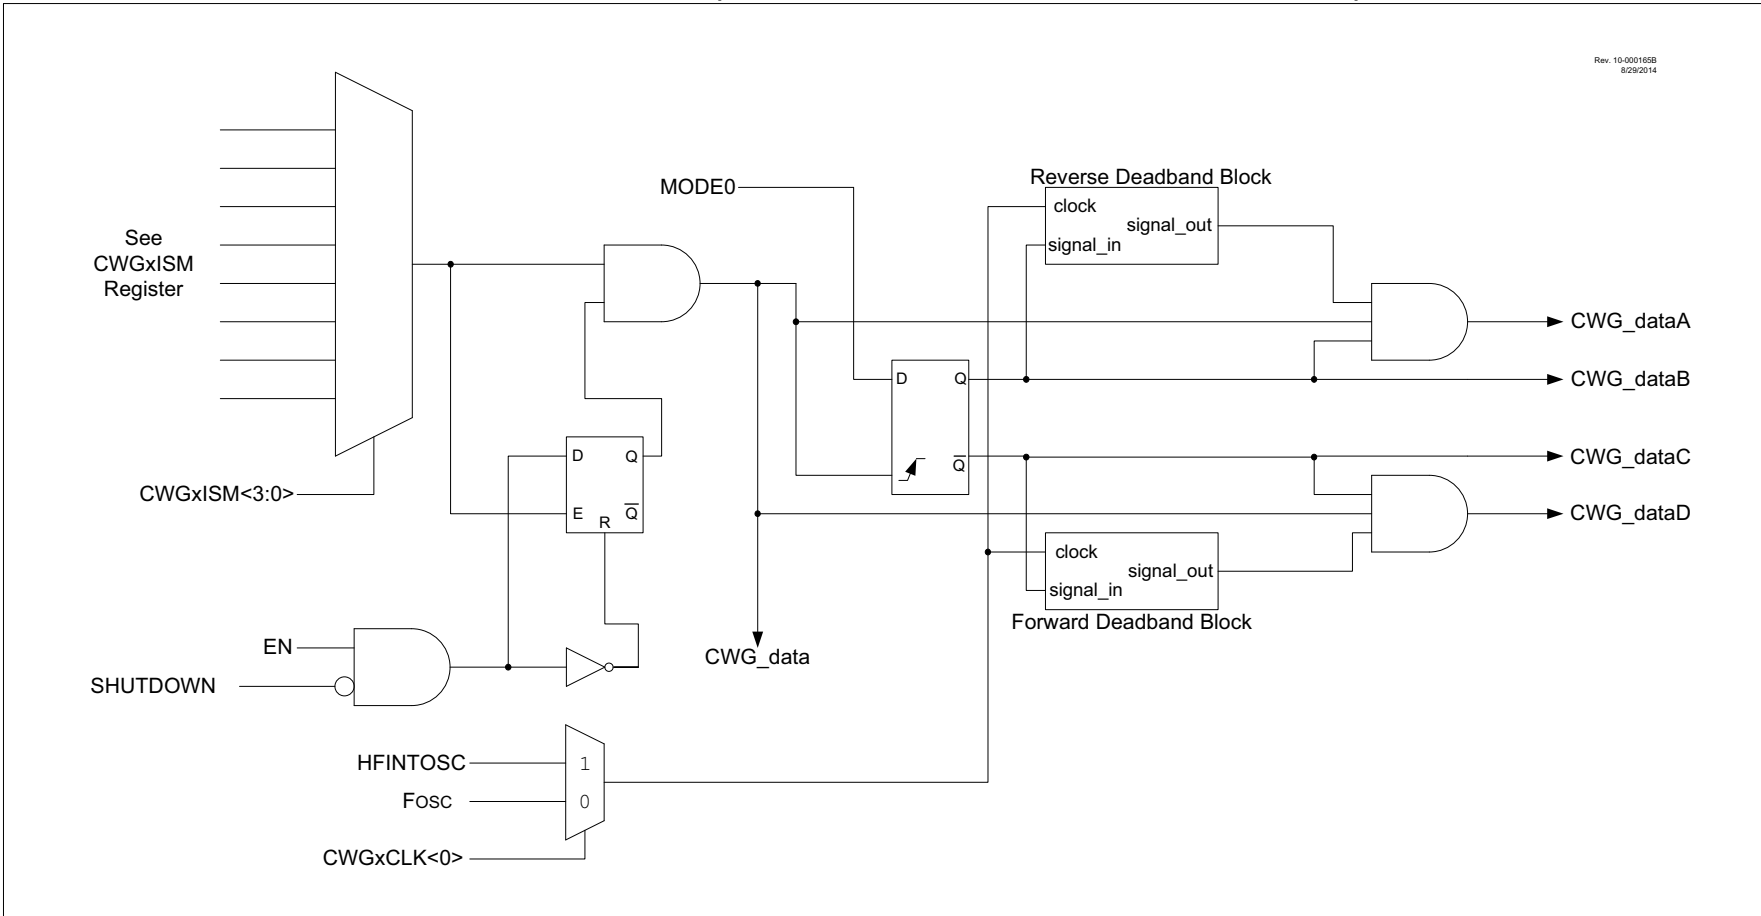 Rev. 10-000165B
8/29/2014
See
CWGxISM
Register
CWGxISM<3:0>
MODE0
Reverse Deadband Block
clock
signal_in
signal_out
CWG_dataA
D
Q
CWG_dataB
Q
CWG_dataC
CWG_dataD
D
Q
E
R
Q
clock
signal_in
signal_out
Forward Deadband Block
EN
SHUTDOWN
CWG_data
HFINTOSC
1
FOSC
0
CWGxCLK<0>